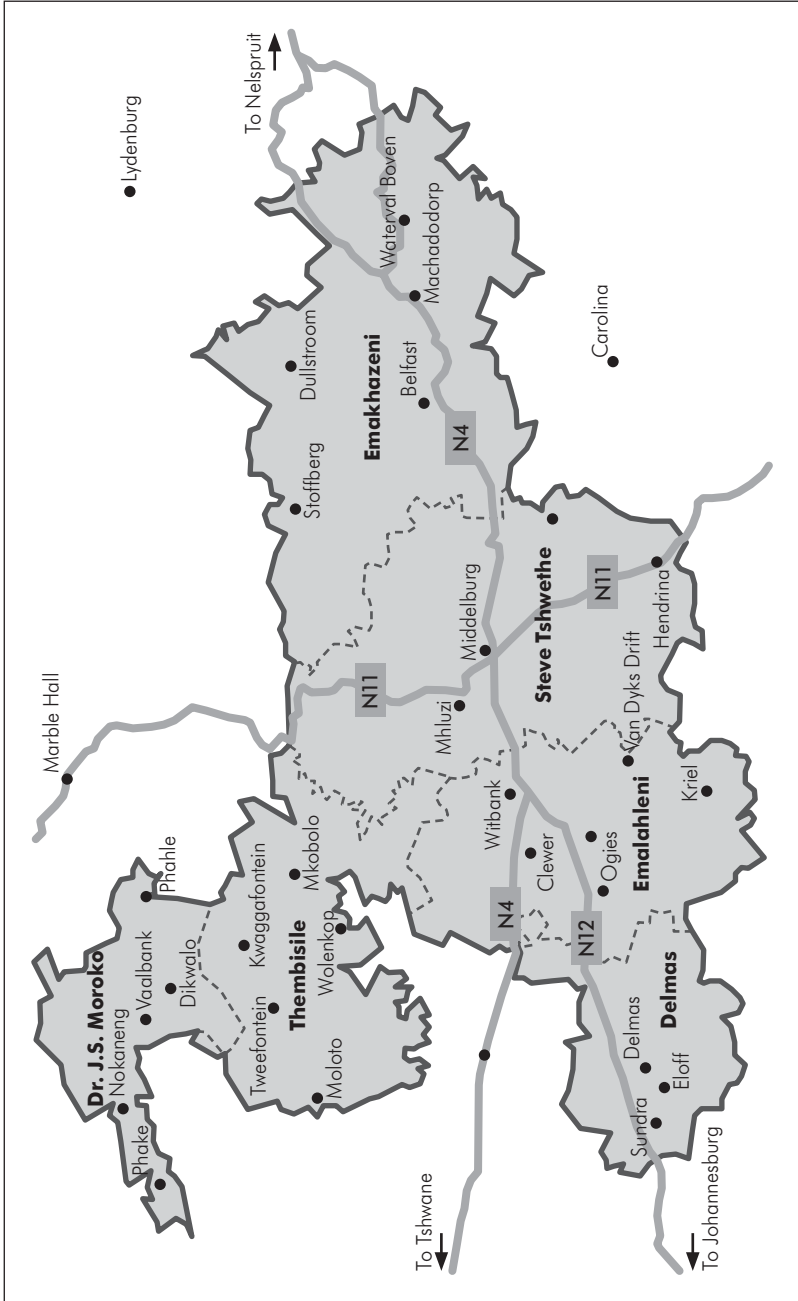 Marble Hall
Lydenburg
To Nelspruit
Dr. J.S. Moroko
Nokaneng
Phake
Vaalbank
Dikwalo
Phahle
Kwaggafontein
Tweefontein
Thembisile
Moloto
Wolenkop
Mkobolo
Stoffberg
Dullstroom
Emakhazeni
Belfast
Waterval Boven
Machadodorp
N4
N11
Mhluzi
Middelburg
Steve Tshwethe
N11
Hendrina
Carolina
Witbank
Clewer
N4
N12
Ogies
Emalahleni
Van Dyks Drift
Kriel
Delmas
Delmas
Eloff
Sundra
To Tshwane
To Johannesburg